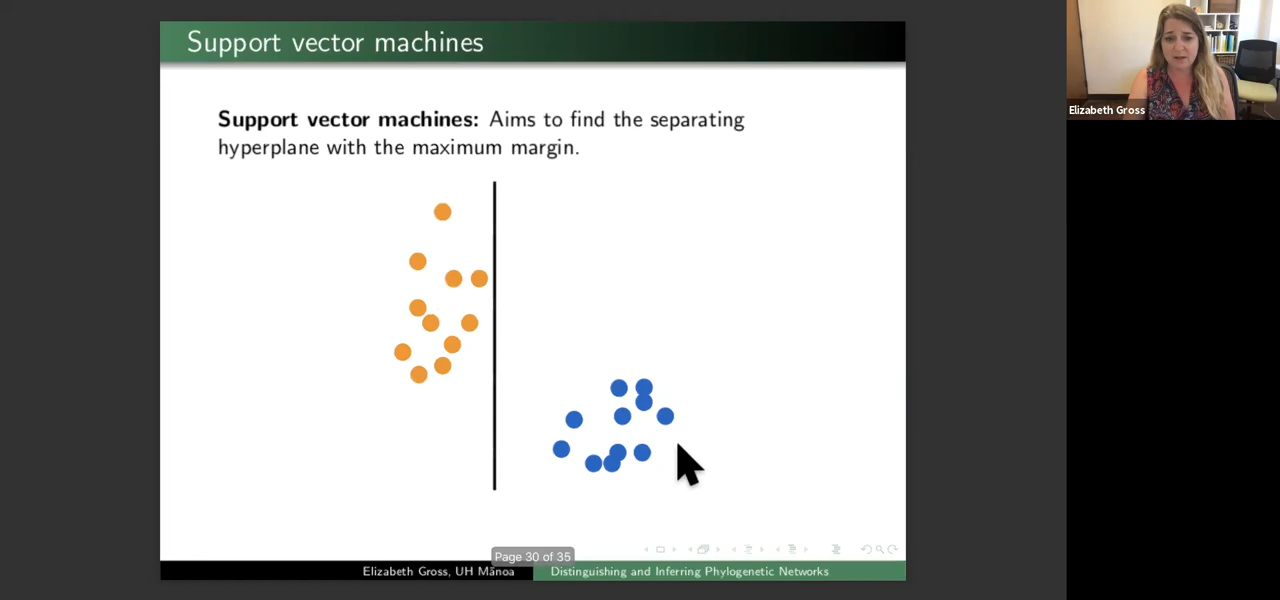 Support vector machines
Support vector machines: Aims to find the separating
hyperplane with the maximum margin.
Page 30 of 35
Elizabeth Gross, UH Mānoa
Distinguishing and Inferring Phylogenetic Networks
Elizabeth Gross